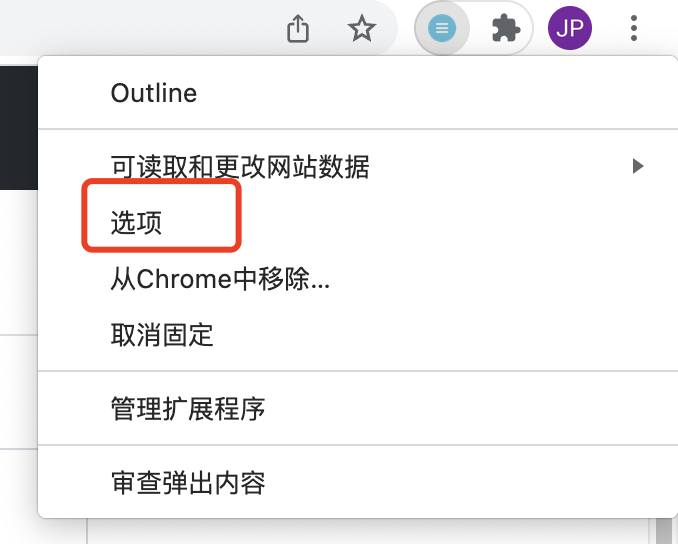 JP
Outline
可读取和更改网站数据
选项
从Chrome中移除...
取消固定
管理扩展程序
审查弹出内容